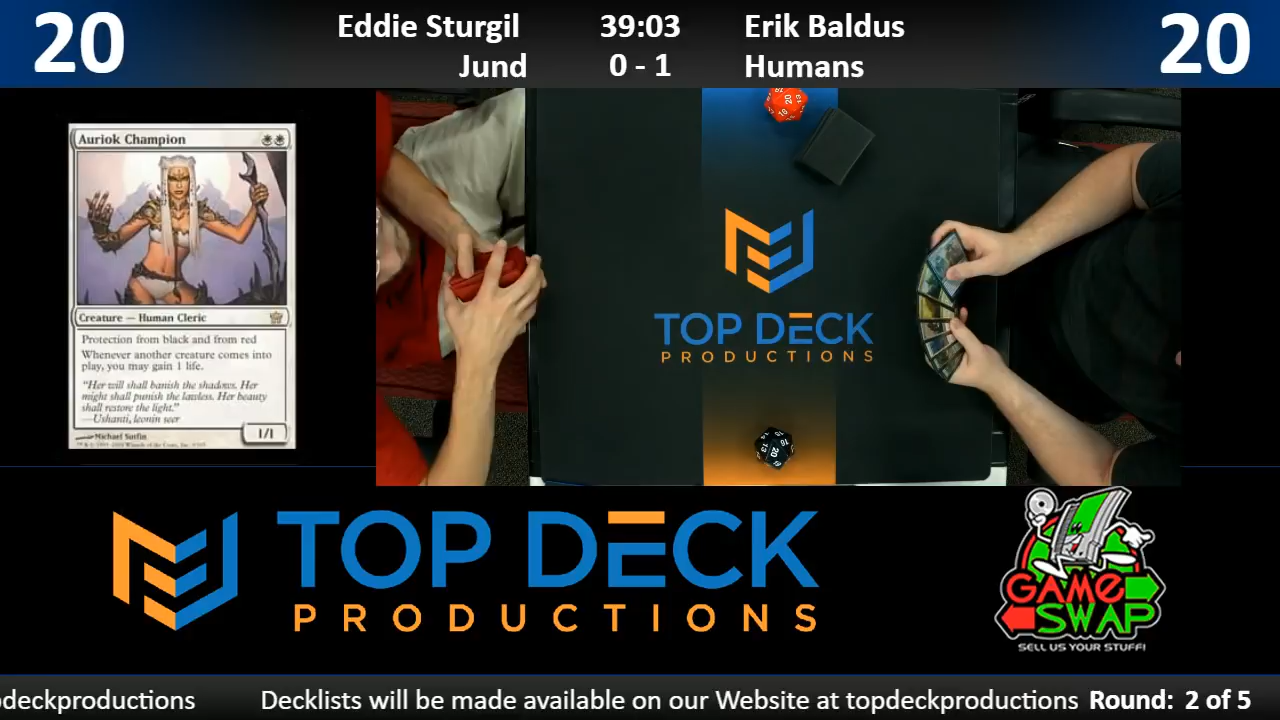 20
Eddie Sturgil
39:03
Erik Baldus
20
Jund
0 - 1
Humans
Auriok Champion
Creature — Human Cleric
Protection from black and from red
Whenever another creature comes into
play, you may gain 1 life.
"Her will shall banish the shadows. Her
might shall punish the lawless. Her beauty
shall restore the light."
—Ushanti, leonin seer
1/1
TOP DECK
PRODUCTIONS
20
20
TOP DECK
PRODUCTIONS
GAME
SWAP
SELL US YOUR STUFF!
pdeckproductions
Decklists will be made available on our Website at topdeckproductions
Round: 2 of 5